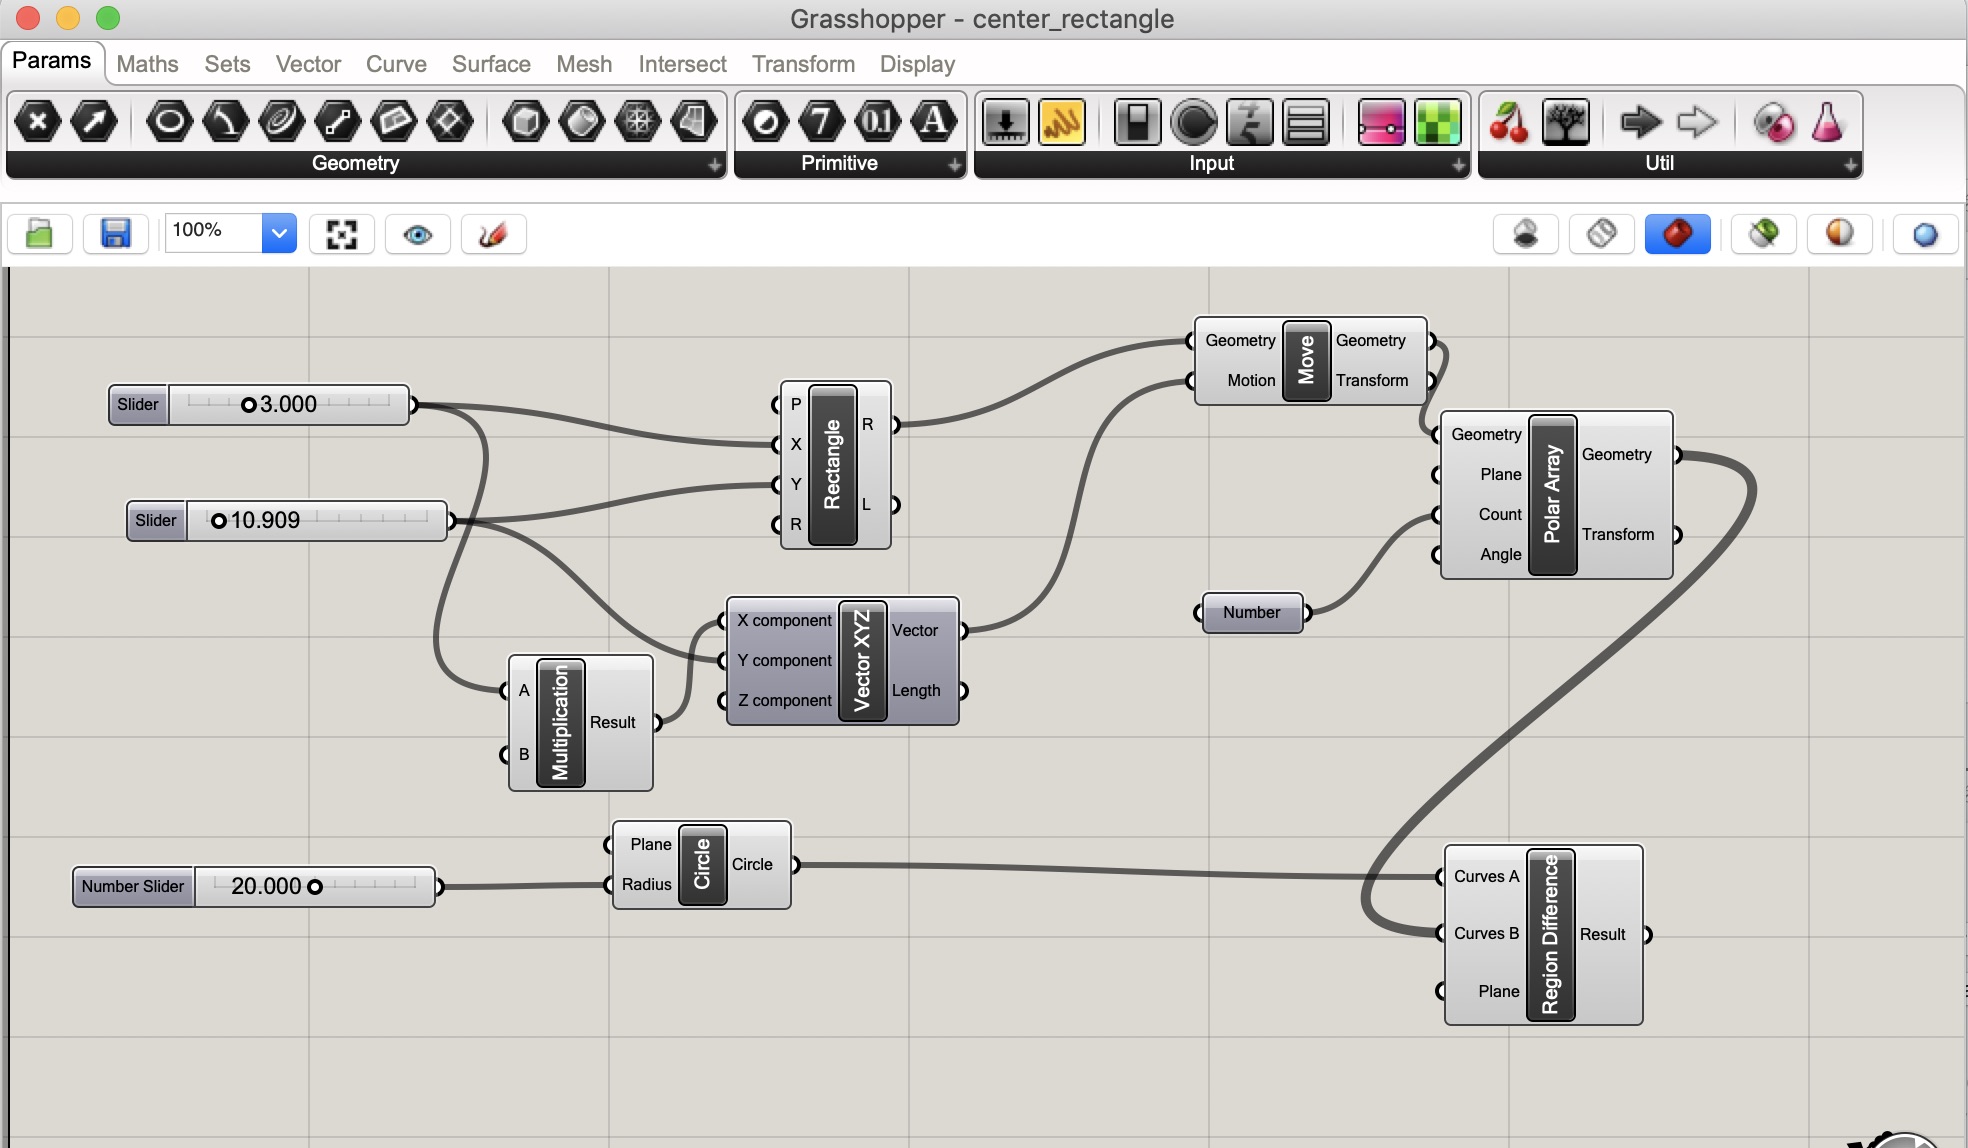 Grasshopper - center_rectangle
Params Maths Sets Vector Curve Surface Mesh Intersect Transform Display
7 0.1 A 4 5
Geometry Primitive Input Util
100%
Slider 3.000
Slider 10.909
P
X
Y
R
Rectangle
R
L
Geometry
Motion
Move
Geometry
Transform
Geometry
Plane
Count
Angle
Polar Array
Geometry
Transform
Number
X component
Y component
Z component
Vector XYZ
Vector
Length
A
B
Multiplication
Result
Number Slider 20.000
Plane
Radius
Circle
Circle
Curves A
Curves B
Plane
Region Difference
Result